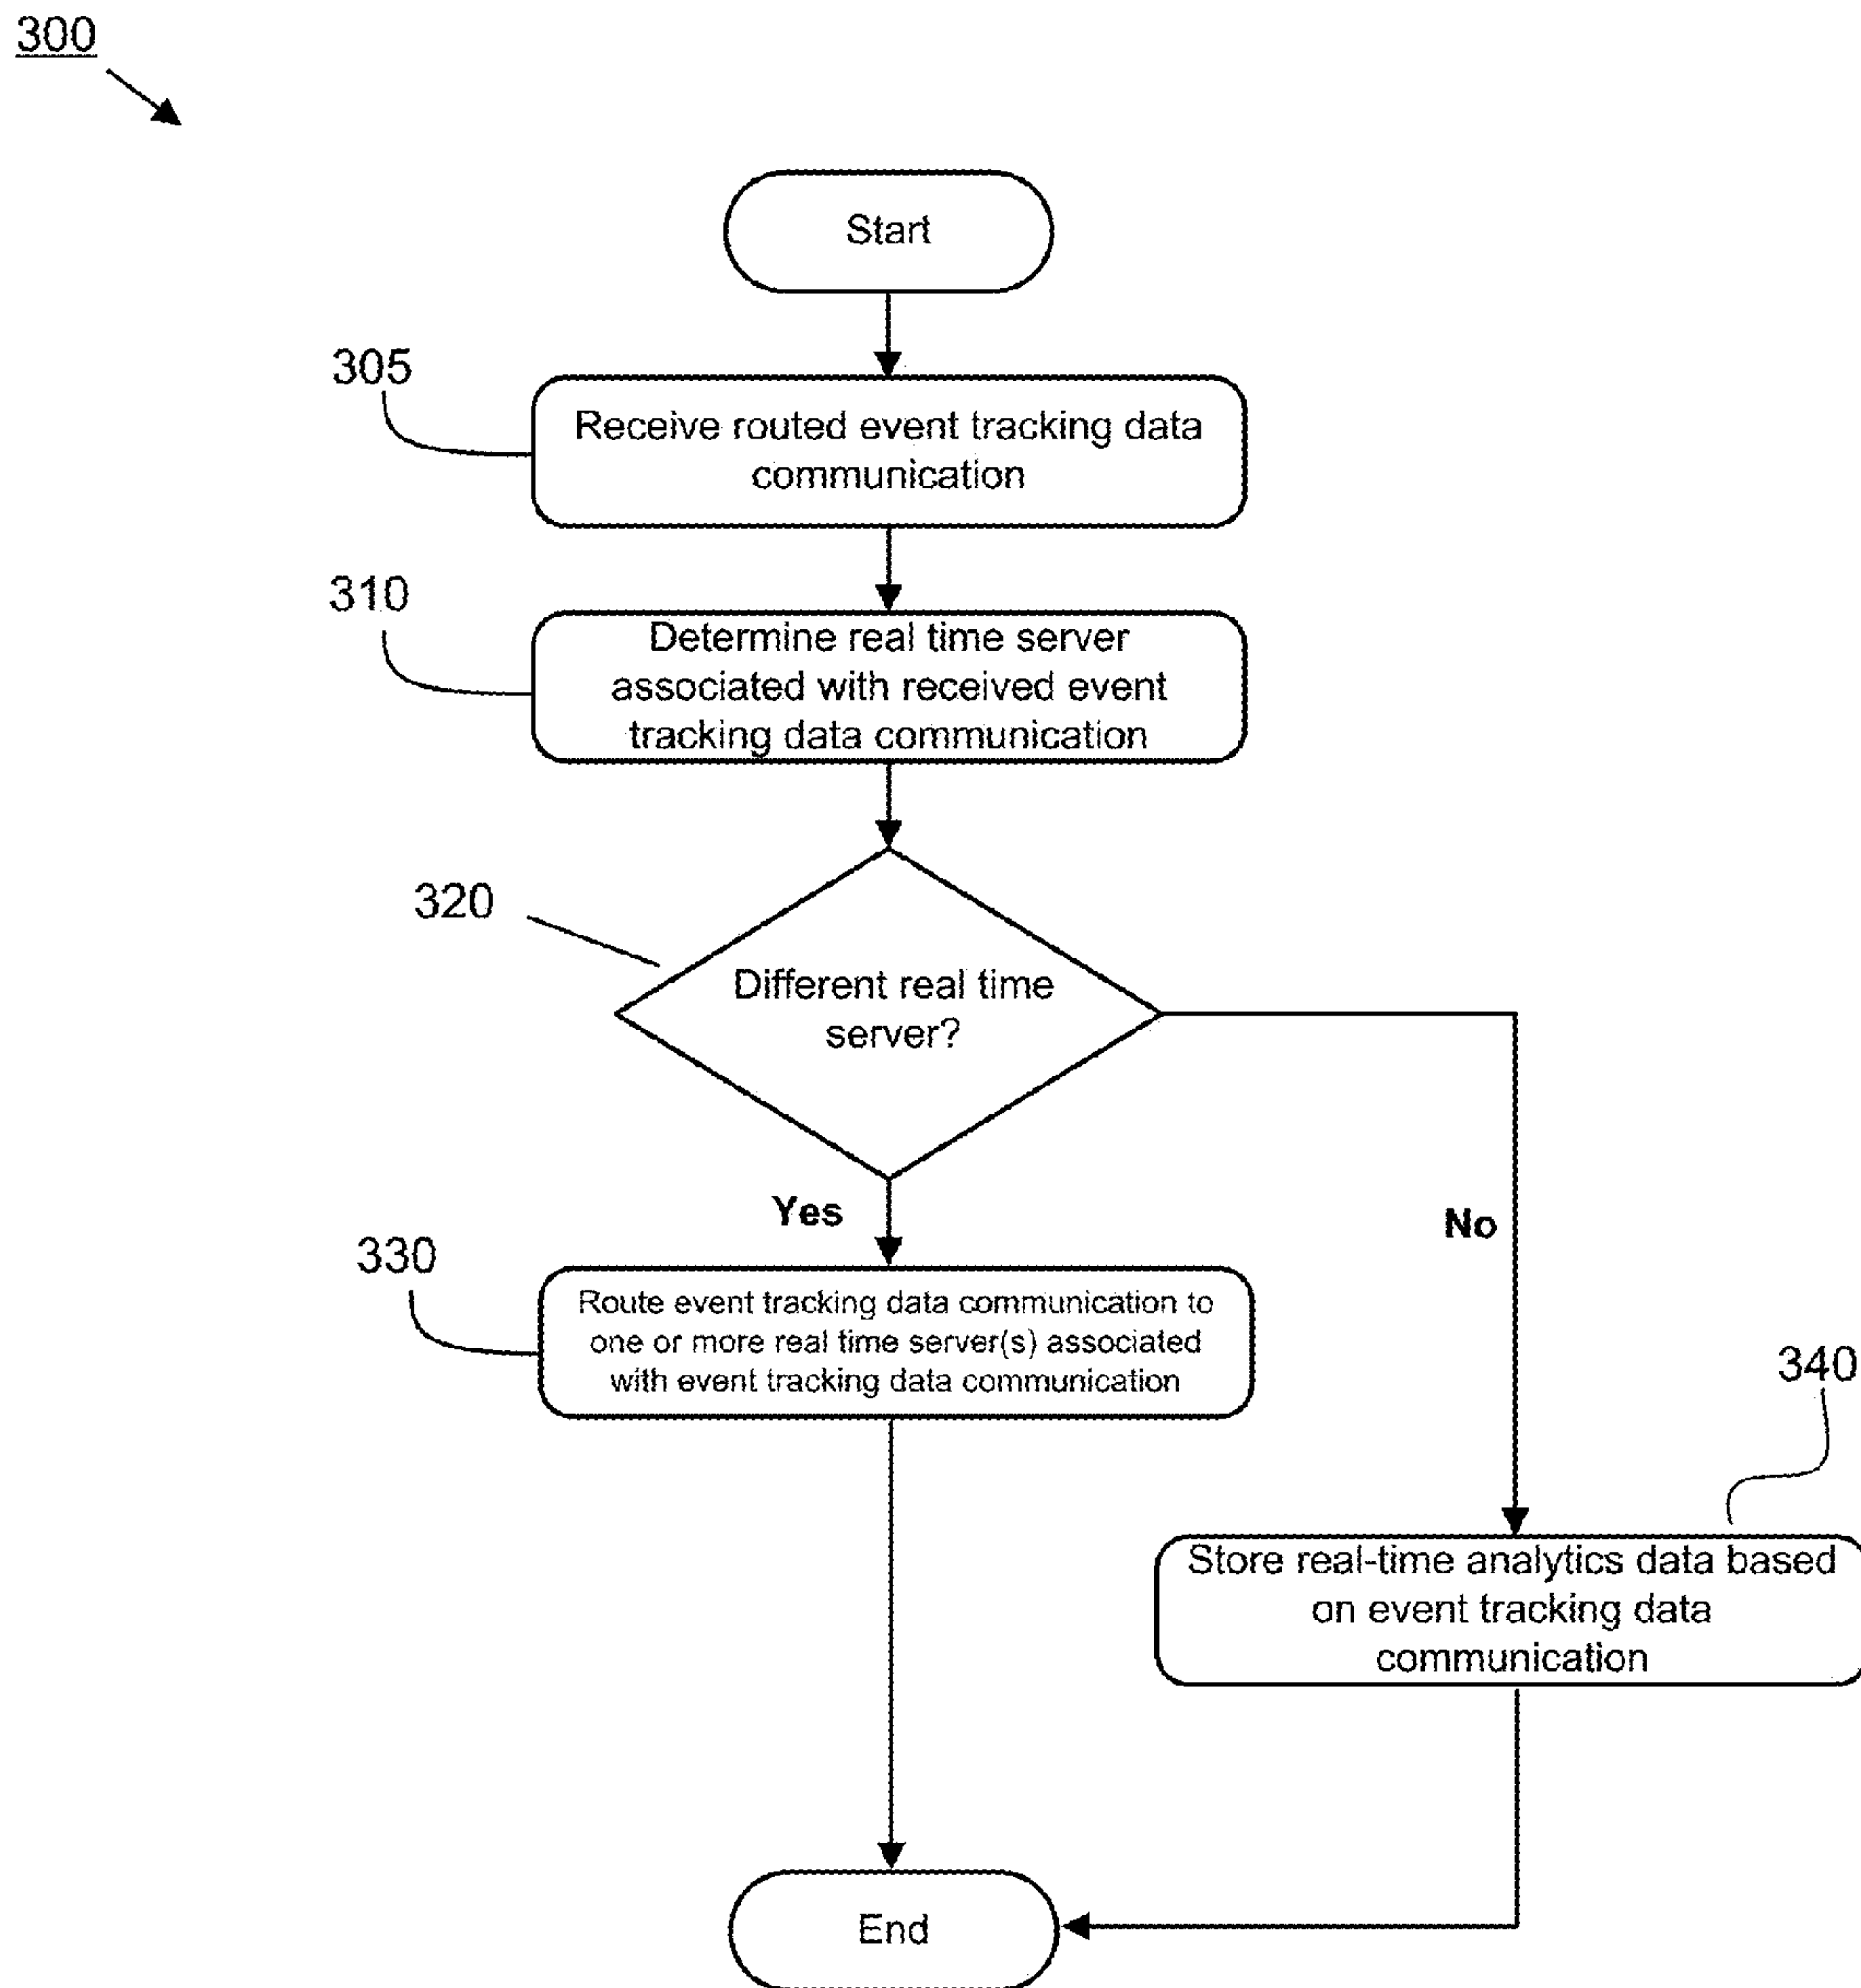 300
Start
305
Receive routed event tracking data
communication
310
Determine real time server
associated with received event
tracking data communication
320
Different real time
server?
Yes
No
330
Route event tracking data communication to
one or more real time server(s) associated
with event tracking data communication
340
Store real-time analytics data based
on event tracking data
communication
End